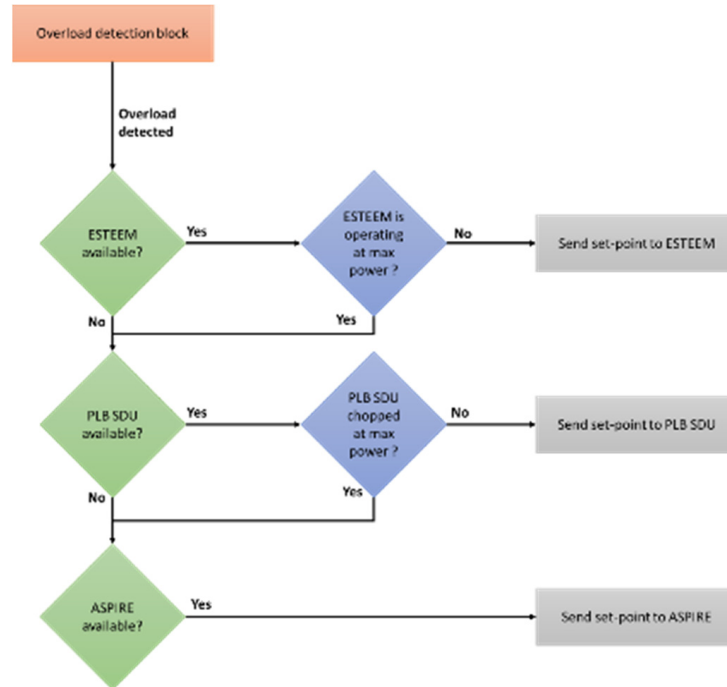 Overload detection block
Overload
detected
ESTEEM
available?
Yes
ESTEEM is
operating
at max
power ?
No
Send set-point to ESTEEM
No
Yes
PLB SDU
available?
Yes
PLB SDU
chopped
at max
power ?
No
Send set-point to PLB SDU
No
Yes
ASPIRE
available?
Yes
Send set-point to ASPIRE